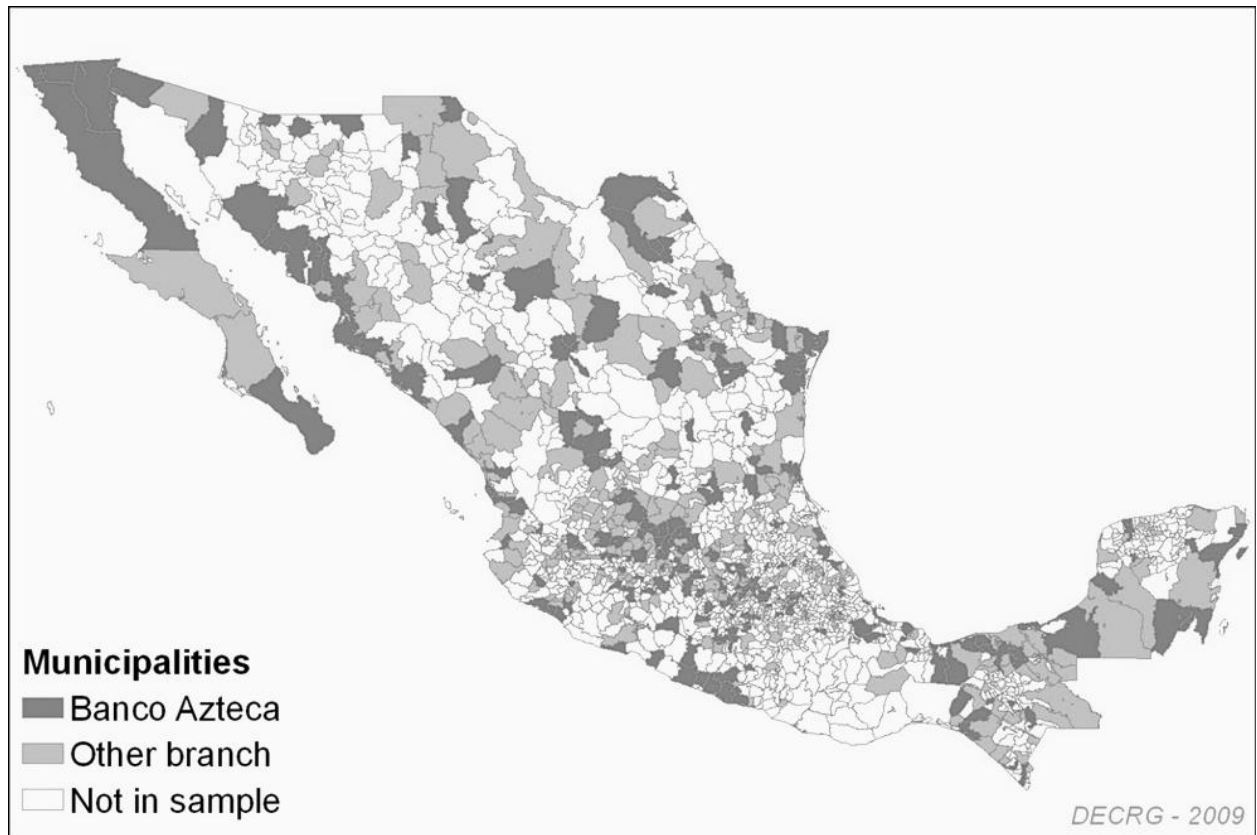 Municipalities
Banco Azteca
Other branch
Not in sample
DECRG - 2009